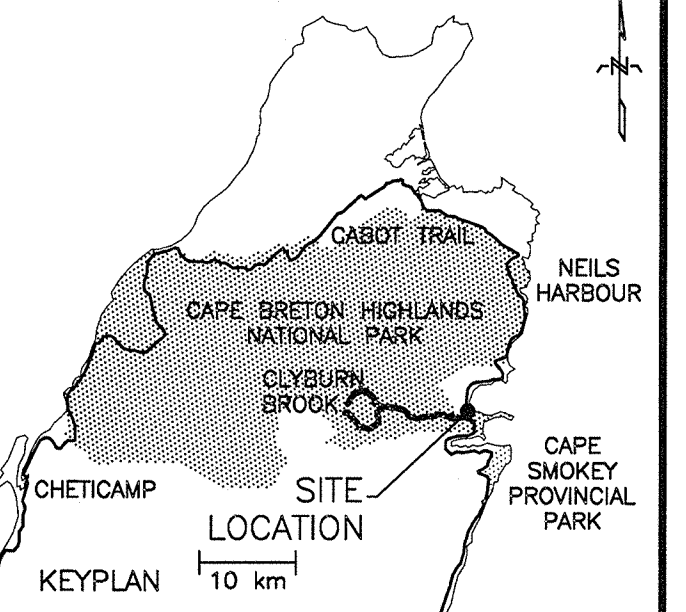 N
CABOT TRAIL
NEILS
HARBOUR
CAPE BRETON HIGHLANDS
NATIONAL PARK
CLYBURN
BROOK
CAPE
SMOKEY
PROVINCIAL
PARK
CHETICAMP
SITE
LOCATION
KEYPLAN
10 km